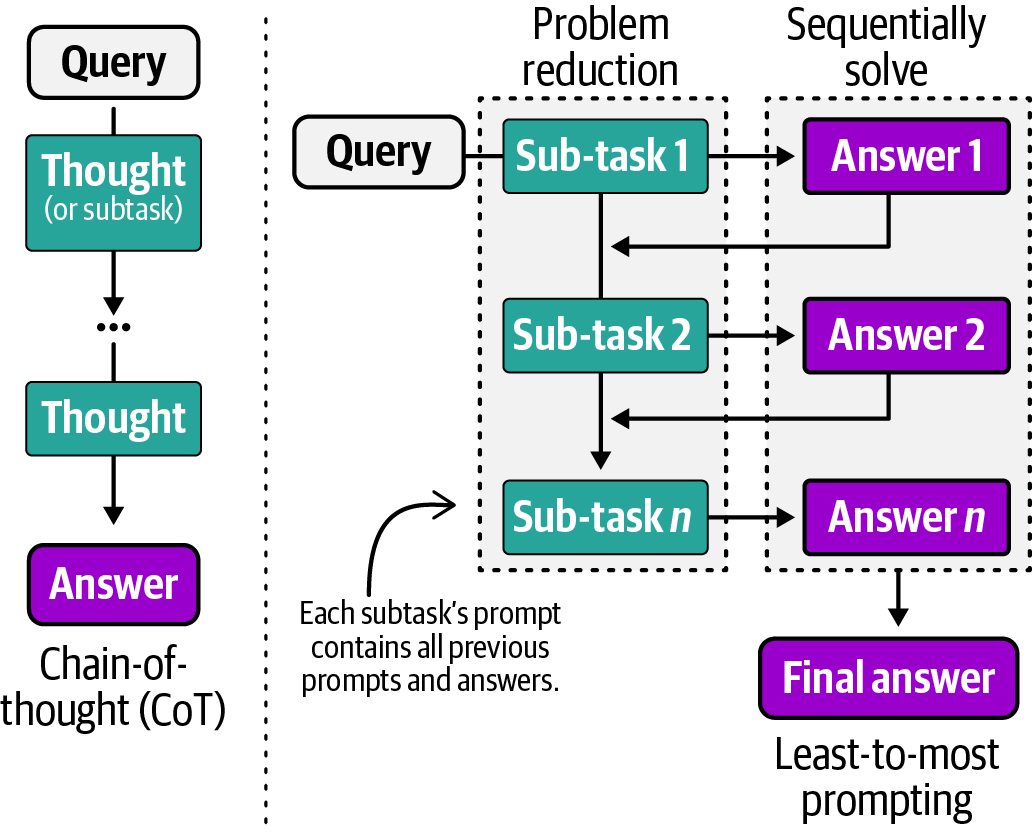 Query
Thought
(or subtask)
...
Thought
Answer
Chain-of-
thought (CoT)
Problem
reduction
Sequentially
solve
Query
Sub-task 1
Answer 1
Sub-task 2
Answer 2
Sub-task n
Answer n
Each subtask's prompt
contains all previous
prompts and answers.
Final answer
Least-to-most
prompting